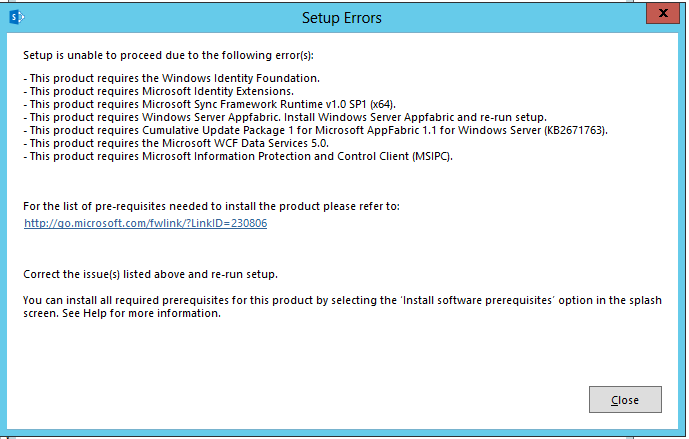 Setup Errors
Setup is unable to proceed due to the following error(s):
- This product requires the Windows Identity Foundation.
- This product requires Microsoft Identity Extensions.
- This product requires Microsoft Sync Framework Runtime v1.0 SP1 (x64).
- This product requires Windows Server Appfabric. Install Windows Server Appfabric and re-run setup.
- This product requires Cumulative Update Package 1 for Microsoft AppFabric 1.1 for Windows Server (KB2671763).
- This product requires the Microsoft WCF Data Services 5.0.
- This product requires Microsoft Information Protection and Control Client (MSIPC).
For the list of pre-requisites needed to install the product please refer to:
http://go.microsoft.com/fwlink/?LinkID=230806
Correct the issue(s) listed above and re-run setup.
You can install all required prerequisites for this product by selecting the 'Install software prerequisites' option in the splash
screen. See Help for more information.
Close